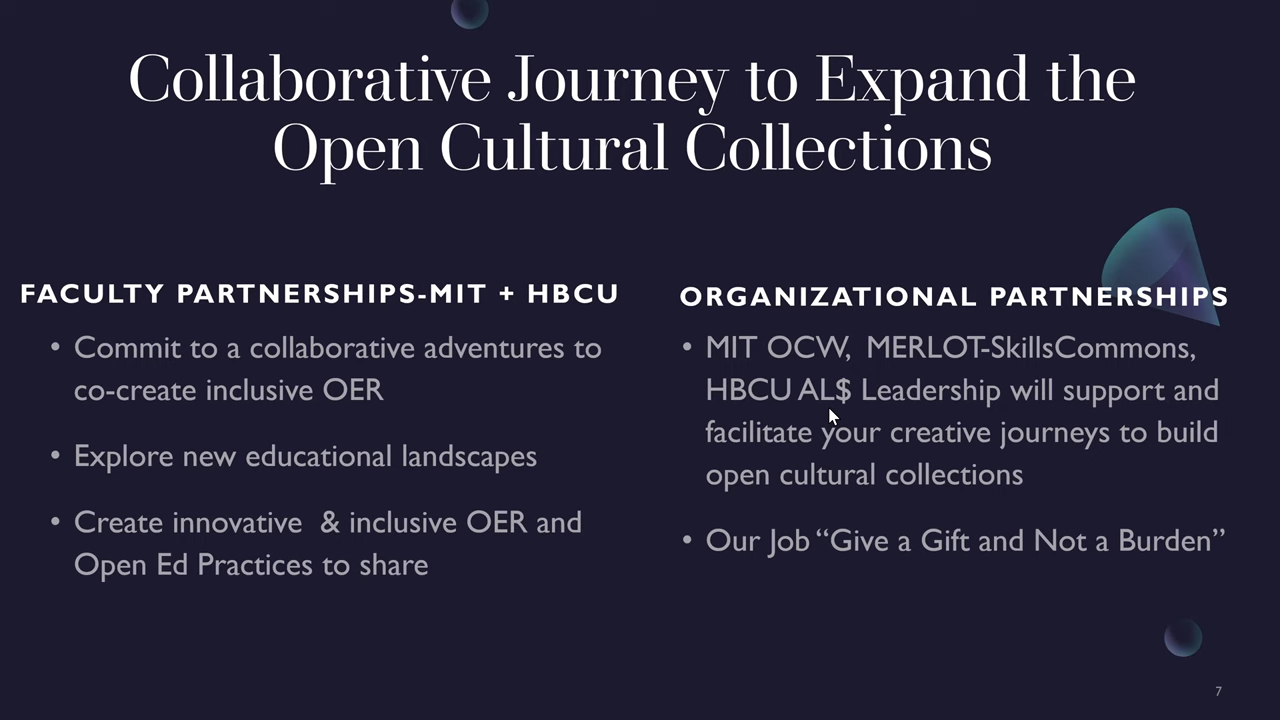 Collaborative Journey to Expand the
Open Cultural Collections
FACULTY PARTNERSHIPS-MIT + HBCU
• Commit to a collaborative adventures to
co-create inclusive OER
• Explore new educational landscapes
• Create innovative  & inclusive OER and
Open Ed Practices to share
ORGANIZATIONAL PARTNERSHIPS
• MIT OCW,  MERLOT-SkillsCommons,
HBCU AL$ Leadership will support and
facilitate your creative journeys to build
open cultural collections
• Our Job “Give a Gift and Not a Burden”
7